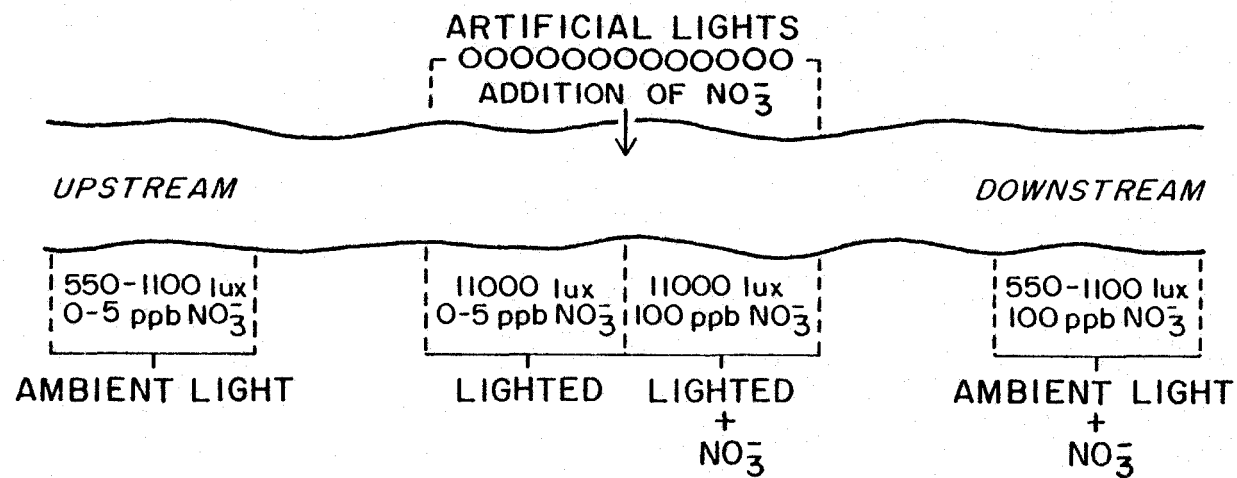 ARTIFICIAL LIGHTS
ADDITION OF NO₃⁻
UPSTREAM
DOWNSTREAM
550-1100 lux
0-5 ppb NO₃⁻
11000 lux
0-5 ppb NO₃⁻
11000 lux
100 ppb NO₃⁻
550-1100 lux
100 ppb NO₃⁻
AMBIENT LIGHT
LIGHTED
LIGHTED
+
NO₃⁻
AMBIENT LIGHT
+
NO₃⁻